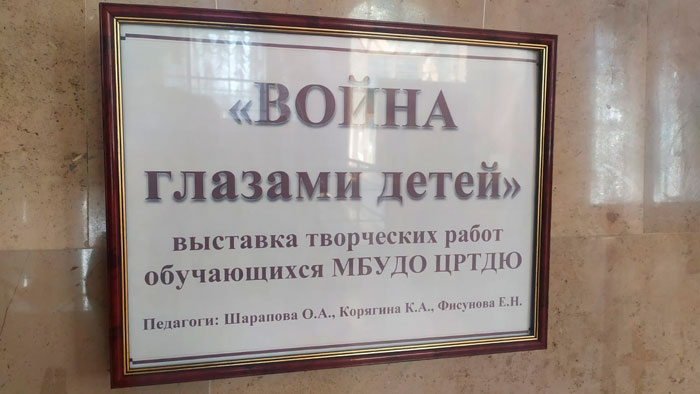 «ВОЙНА
глазами детей»
выставка творческих работ
обучающихся МБУДО ЦРТДЮ
Педагоги: Шарапова О.А., Корягина К.А., Фисунова Е.Н.